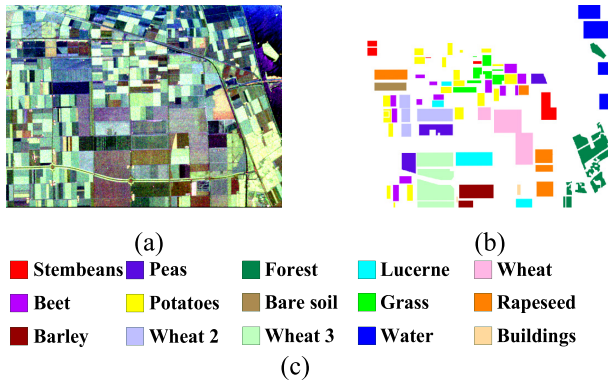 (a) (b)
Stembeans Peas Forest Lucerne Wheat
Beet Potatoes Bare soil Grass Rapeseed
Barley Wheat 2 Wheat 3 Water Buildings
(c)